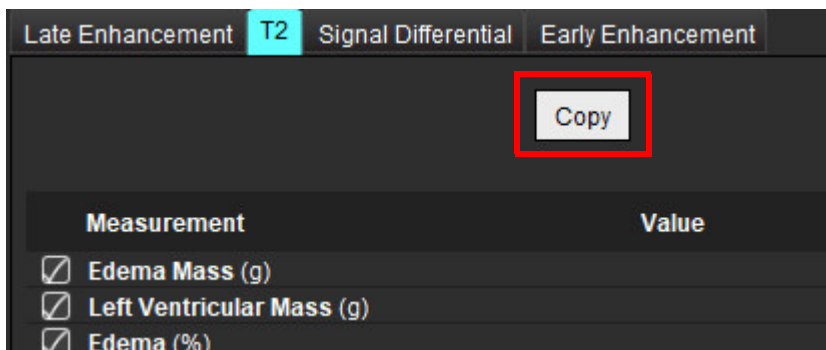 Late Enhancement T2 Signal Differential Early Enhancement
Copy
Measurement Value
Edema Mass (g)
Left Ventricular Mass (g)
Edema (%)